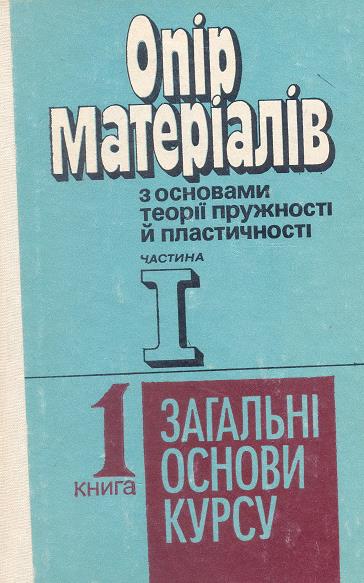 Опір
матеріалів
з основами
теорії пружності
й пластичності
ЧАСТИНА
I
1
книга
ЗАГАЛЬНІ
ОСНОВИ
КУРСУ